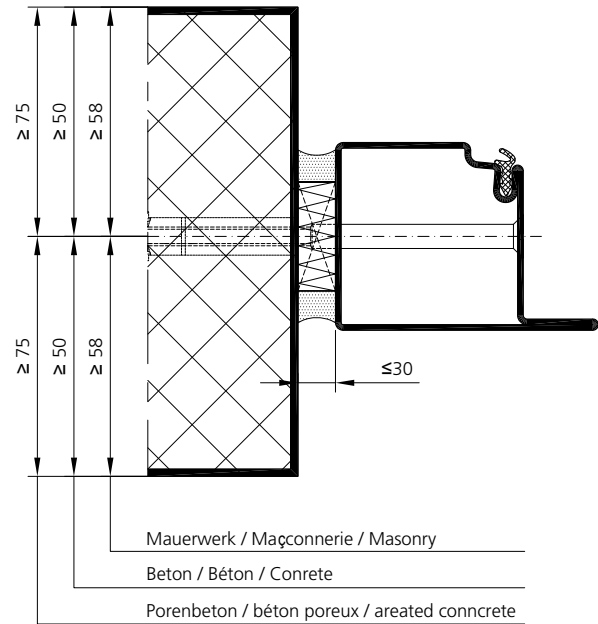 ≥ 75
≥ 50
≥ 58
≥ 75
≥ 50
≥ 58
≤30
Mauerwerk / Maçconnerie / Masonry
Beton / Béton / Conrete
Porenbeton / béton poreux / areated conncrete